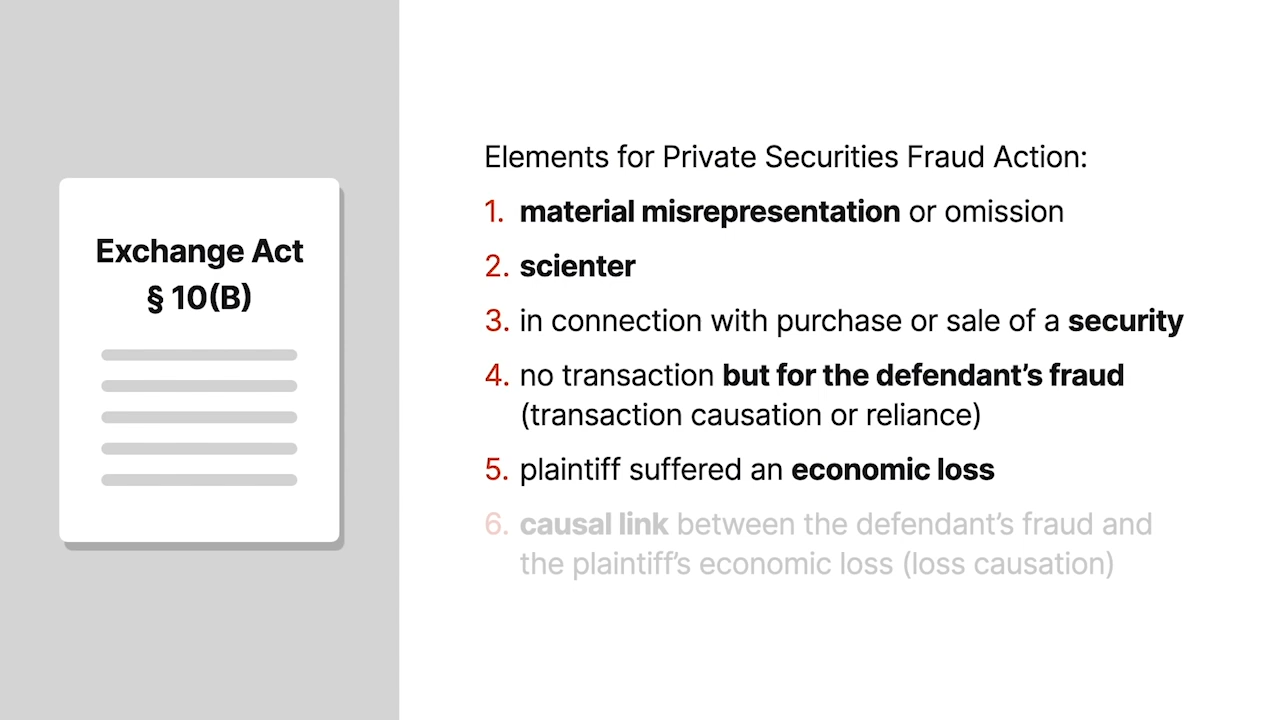 Exchange Act
§ 10(B)
Elements for Private Securities Fraud Action:
1. material misrepresentation or omission
2. scienter
3. in connection with purchase or sale of a security
4. no transaction but for the defendant’s fraud
(transaction causation or reliance)
5. plaintiff suffered an economic loss
6. causal link between the defendant’s fraud and
the plaintiff’s economic loss (loss causation)